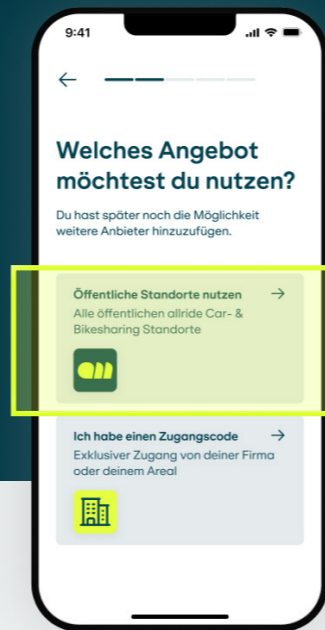 9:41
Welches Angebot
möchtest du nutzen?
Du hast später noch die Möglichkeit
weitere Anbieter hinzuzufügen.
Öffentliche Standorte nutzen
Alle öffentlichen allride Car- &
Bikesharing Standorte
Ich habe einen Zugangscode
Exklusiver Zugang von deiner Firma
oder deinem Areal